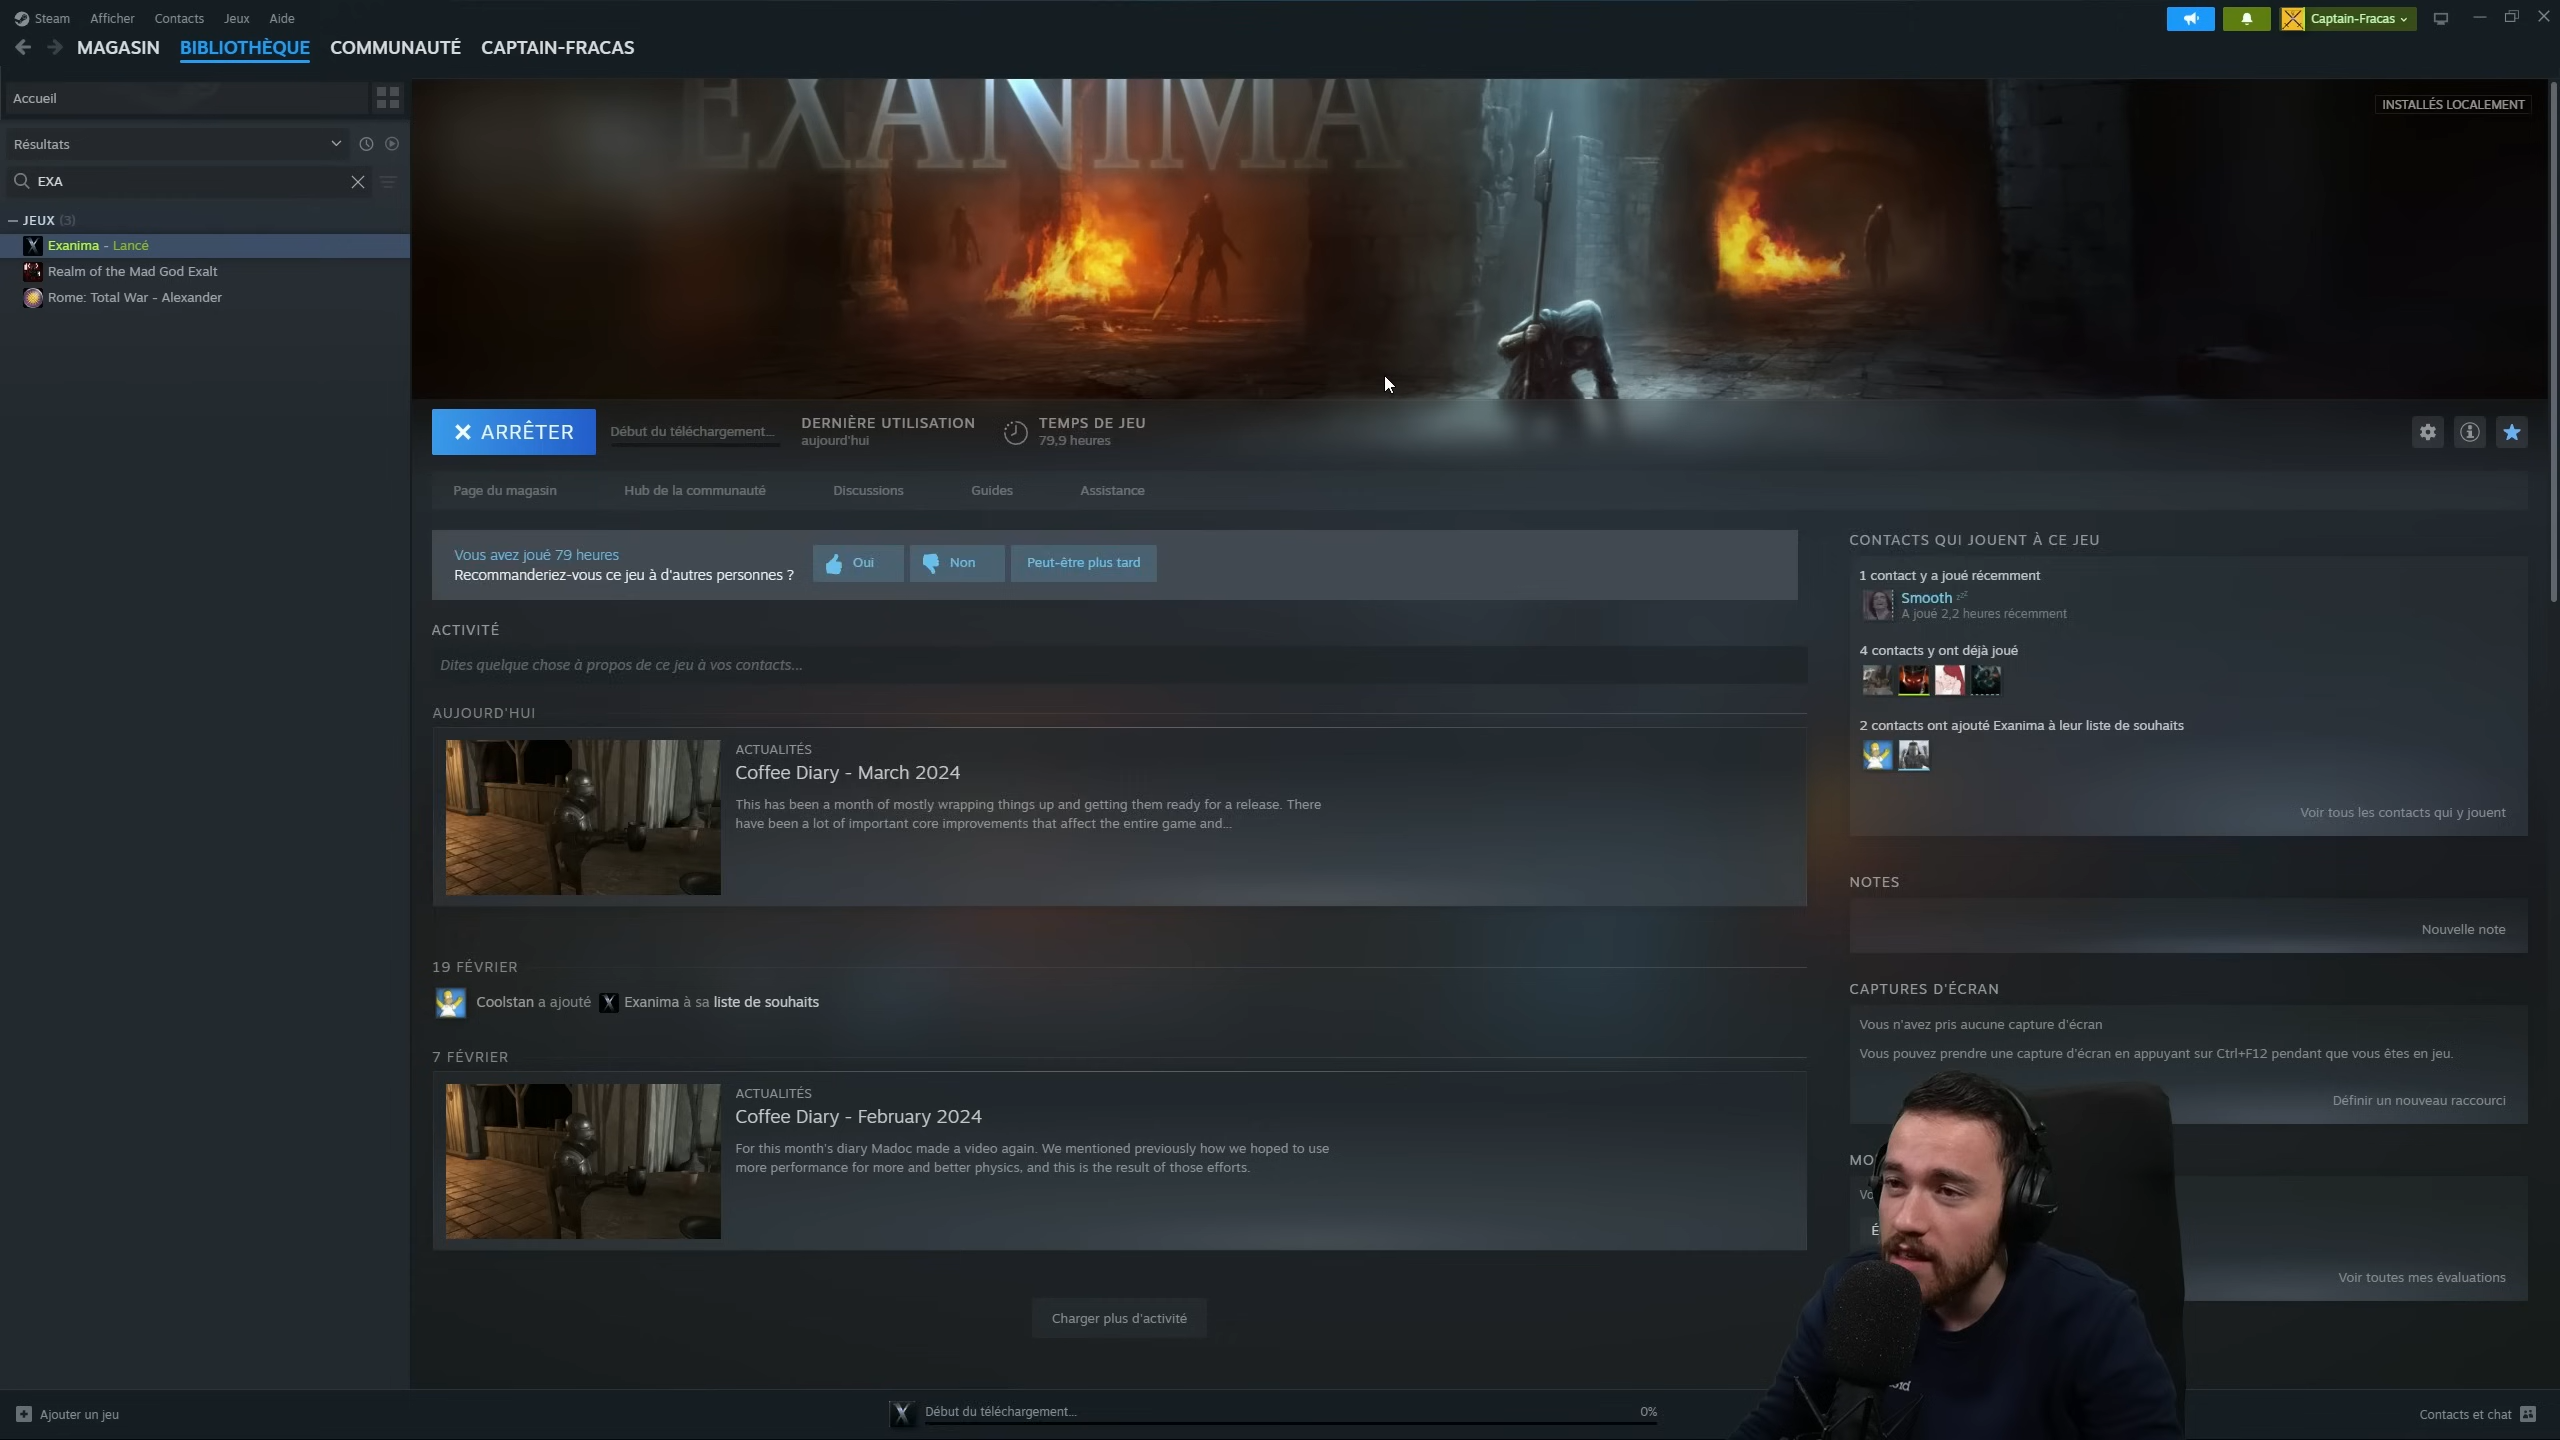 Steam
Afficher
Contacts
Jeux
Aide
Captain-Fracas
MAGASIN
BIBLIOTHÈQUE
COMMUNAUTÉ
CAPTAIN-FRACAS
Accueil
Résultats
EXA
JEUX (3)
Exanima - Lancé
Realm of the Mad God Exalt
Rome: Total War - Alexander
EXANIMA
INSTALLÉS LOCALEMENT
ARRÊTER
Début du téléchargement...
DERNIÈRE UTILISATION
aujourd'hui
TEMPS DE JEU
79,9 heures
Page du magasin
Hub de la communauté
Discussions
Guides
Assistance
Vous avez joué 79 heures
Recommanderiez-vous ce jeu à d'autres personnes ?
Oui
Non
Peut-être plus tard
ACTIVITÉ
Dites quelque chose à propos de ce jeu à vos contacts...
AUJOURD'HUI
ACTUALITÉS
Coffee Diary - March 2024
This has been a month of mostly wrapping things up and getting them ready for a release. There
have been a lot of important core improvements that affect the entire game and...
19 FÉVRIER
Coolstan a ajouté Exanima à sa liste de souhaits
7 FÉVRIER
ACTUALITÉS
Coffee Diary - February 2024
For this month's diary Madoc made a video again. We mentioned previously how we hoped to use
more performance for more and better physics, and this is the result of those efforts.
Charger plus d'activité
CONTACTS QUI JOUENT À CE JEU
1 contact y a joué récemment
Smooth zzZ
A joué 2,2 heures récemment
4 contacts y ont déjà joué
2 contacts ont ajouté Exanima à leur liste de souhaits
Voir tous les contacts qui y jouent
NOTES
Nouvelle note
CAPTURES D'ÉCRAN
Vous n'avez pris aucune capture d'écran
Vous pouvez prendre une capture d'écran en appuyant sur Ctrl+F12 pendant que vous êtes en jeu.
Définir un nouveau raccourci
MO
Vo
É
Voir toutes mes évaluations
Ajouter un jeu
Début du téléchargement...
0%
Contacts et chat